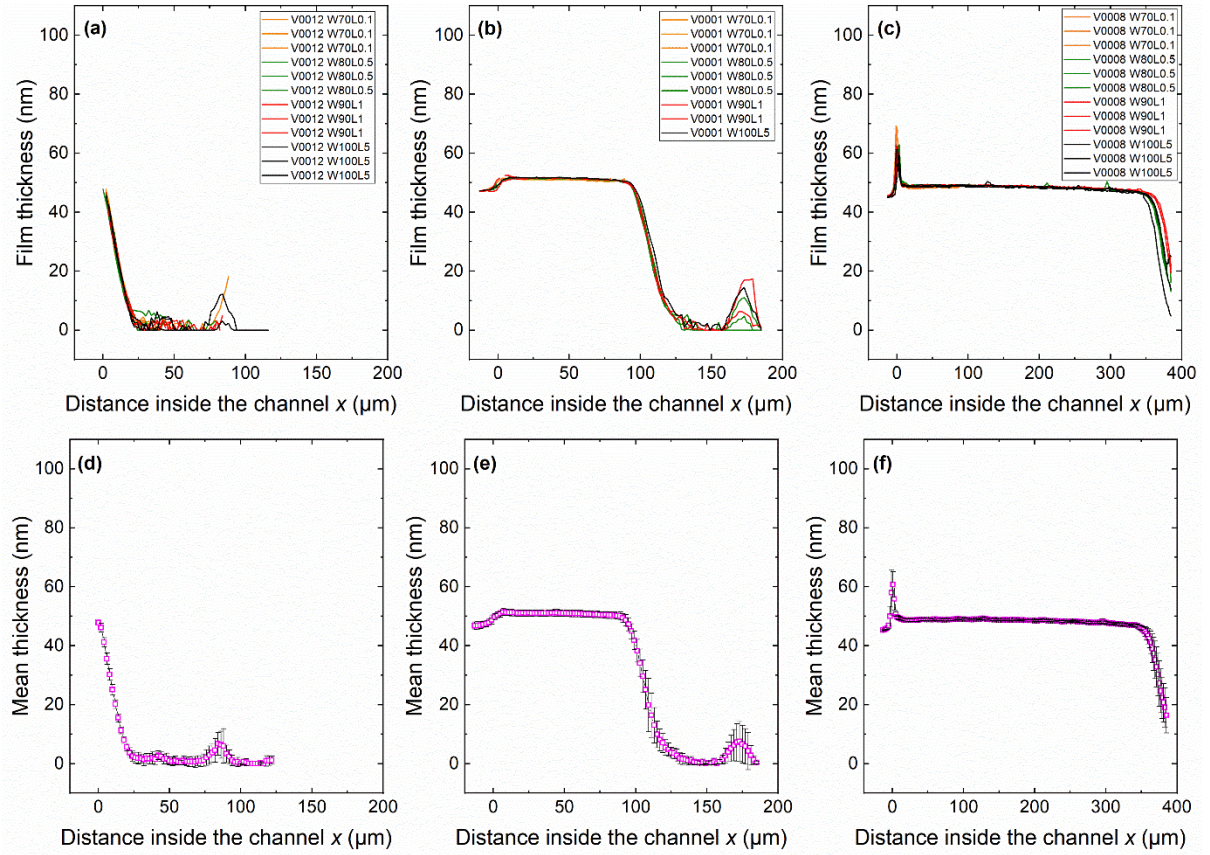 (a)
V0012 W70L0.1
V0012 W70L0.1
V0012 W70L0.1
V0012 W80L0.5
V0012 W80L0.5
V0012 W80L0.5
V0012 W90L1
V0012 W90L1
V0012 W90L1
V0012 W100L5
V0012 W100L5
V0012 W100L5
Film thickness (nm)
100
80
60
40
20
0
0 50 100 150 200
Distance inside the channel x (µm)
(b)
V0001 W70L0.1
V0001 W70L0.1
V0001 W70L0.1
V0001 W80L0.5
V0001 W80L0.5
V0001 W80L0.5
V0001 W90L1
V0001 W90L1
V0001 W100L5
Film thickness (nm)
100
80
60
40
20
0
0 50 100 150 200
Distance inside the channel x (µm)
(c)
V0008 W70L0.1
V0008 W70L0.1
V0008 W70L0.1
V0008 W80L0.5
V0008 W80L0.5
V0008 W80L0.5
V0008 W90L1
V0008 W90L1
V0008 W90L1
V0008 W100L5
V0008 W100L5
V0008 W100L5
Film thickness (nm)
100
80
60
40
20
0
0 100 200 300 400
Distance inside the channel x (µm)
(d)
Mean thickness (nm)
100
80
60
40
20
0
0 50 100 150 200
Distance inside the channel x (µm)
(e)
Mean thickness (nm)
100
80
60
40
20
0
0 50 100 150 200
Distance inside the channel x (µm)
(f)
Mean thickness (nm)
100
80
60
40
20
0
0 100 200 300 400
Distance inside the channel x (µm)